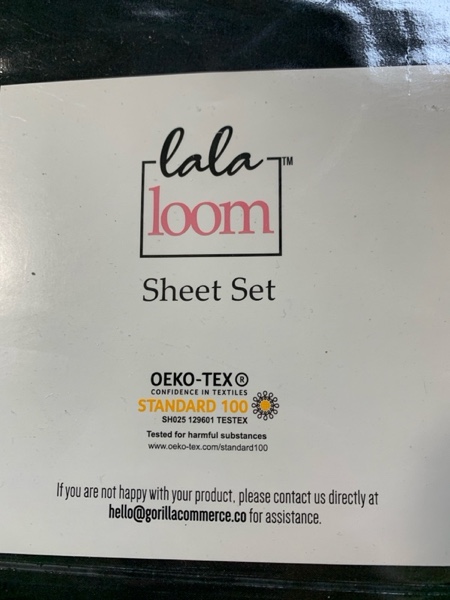 lala™
loom
Sheet Set
OEKO-TEX®
CONFIDENCE IN TEXTILES
STANDARD 100
SH025 129601 TESTEX
Tested for harmful substances
www.oeko-tex.com/standard100
If you are not happy with your product, please contact us directly at
hello@gorillacommerce.co for assistance.